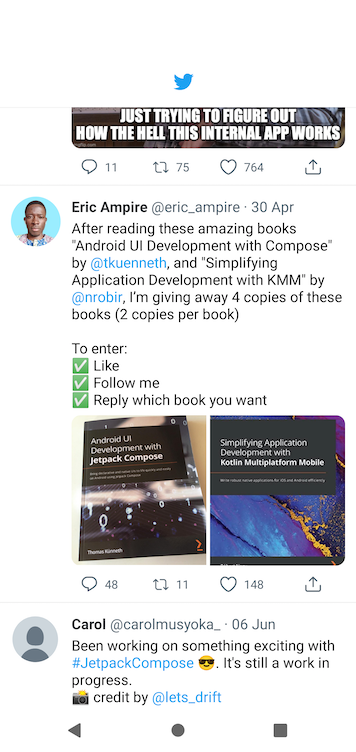 JUST TRYING TO FIGURE OUT
HOW THE HELL THIS INTERNAL APP WORKS
11 75 764
Eric Ampire @eric_ampire · 30 Apr
After reading these amazing books
"Android UI Development with Compose"
by @tkuenneth, and "Simplifying
Application Development with KMM" by
@nrobir, I'm giving away 4 copies of these
books (2 copies per book)
To enter:
✅ Like
✅ Follow me
✅ Reply which book you want
Android UI
Development with
Jetpack Compose
Thomas Künneth
Simplifying Application
Development with
Kotlin Multiplatform Mobile
Write robust native applications for iOS and Android efficiently
48 11 148
Carol @carolmusyoka_ · 06 Jun
Been working on something exciting with
#JetpackCompose 😎. It's still a work in
progress.
📸 credit by @lets_drift